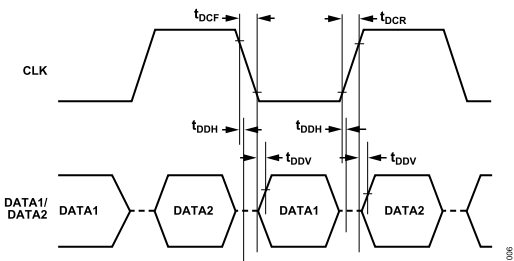 tDCF
tDCR
CLK
tDDH
tDDH
tDDV
tDDV
DATA1/
DATA2
DATA1
DATA2
DATA1
DATA2
006